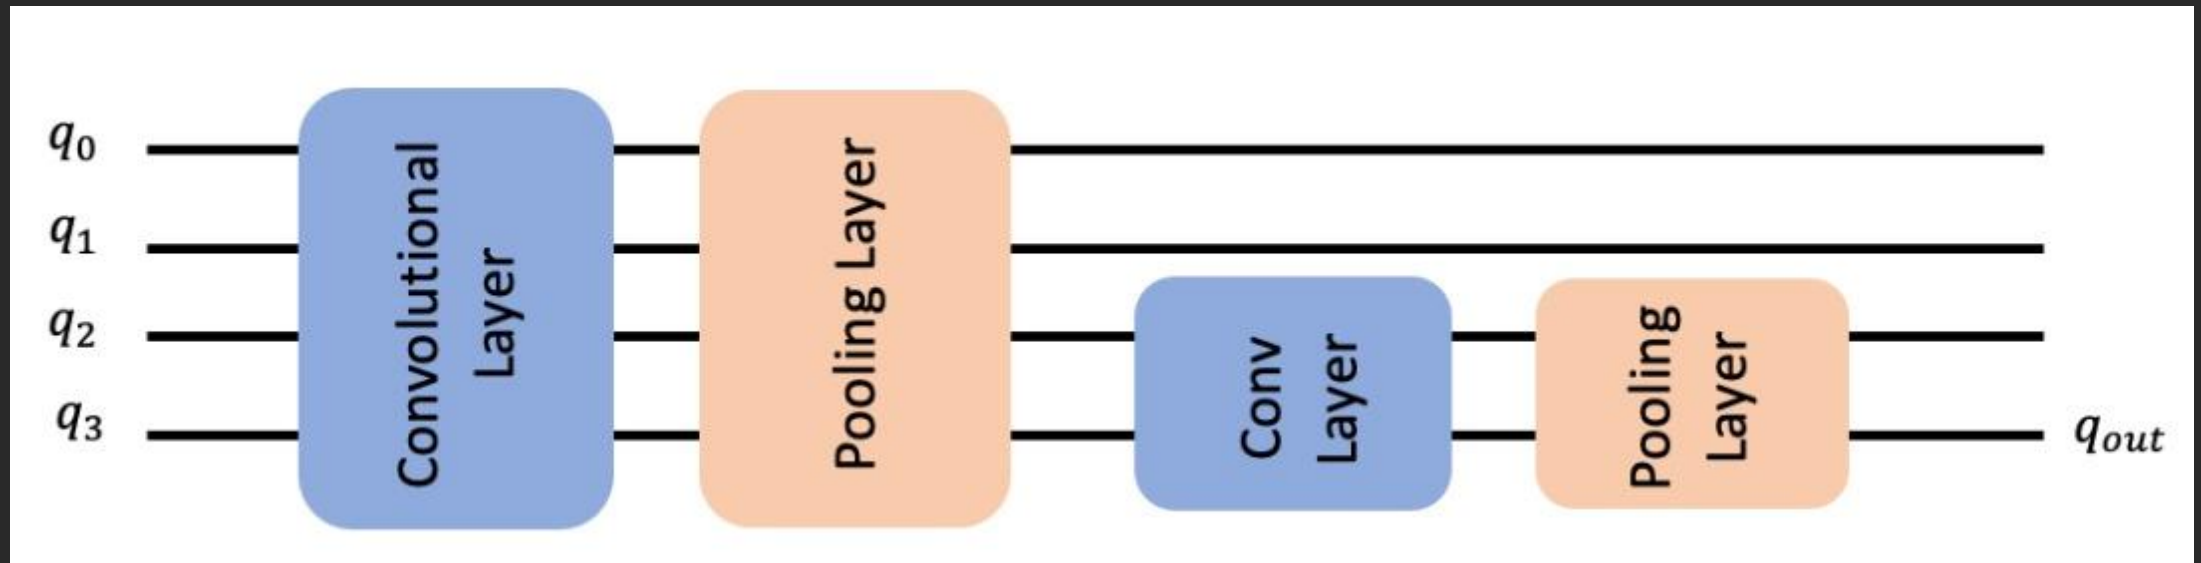 q0
q1
q2
q3
Convolutional
Layer
Pooling Layer
Conv
Layer
Pooling
Layer
qout